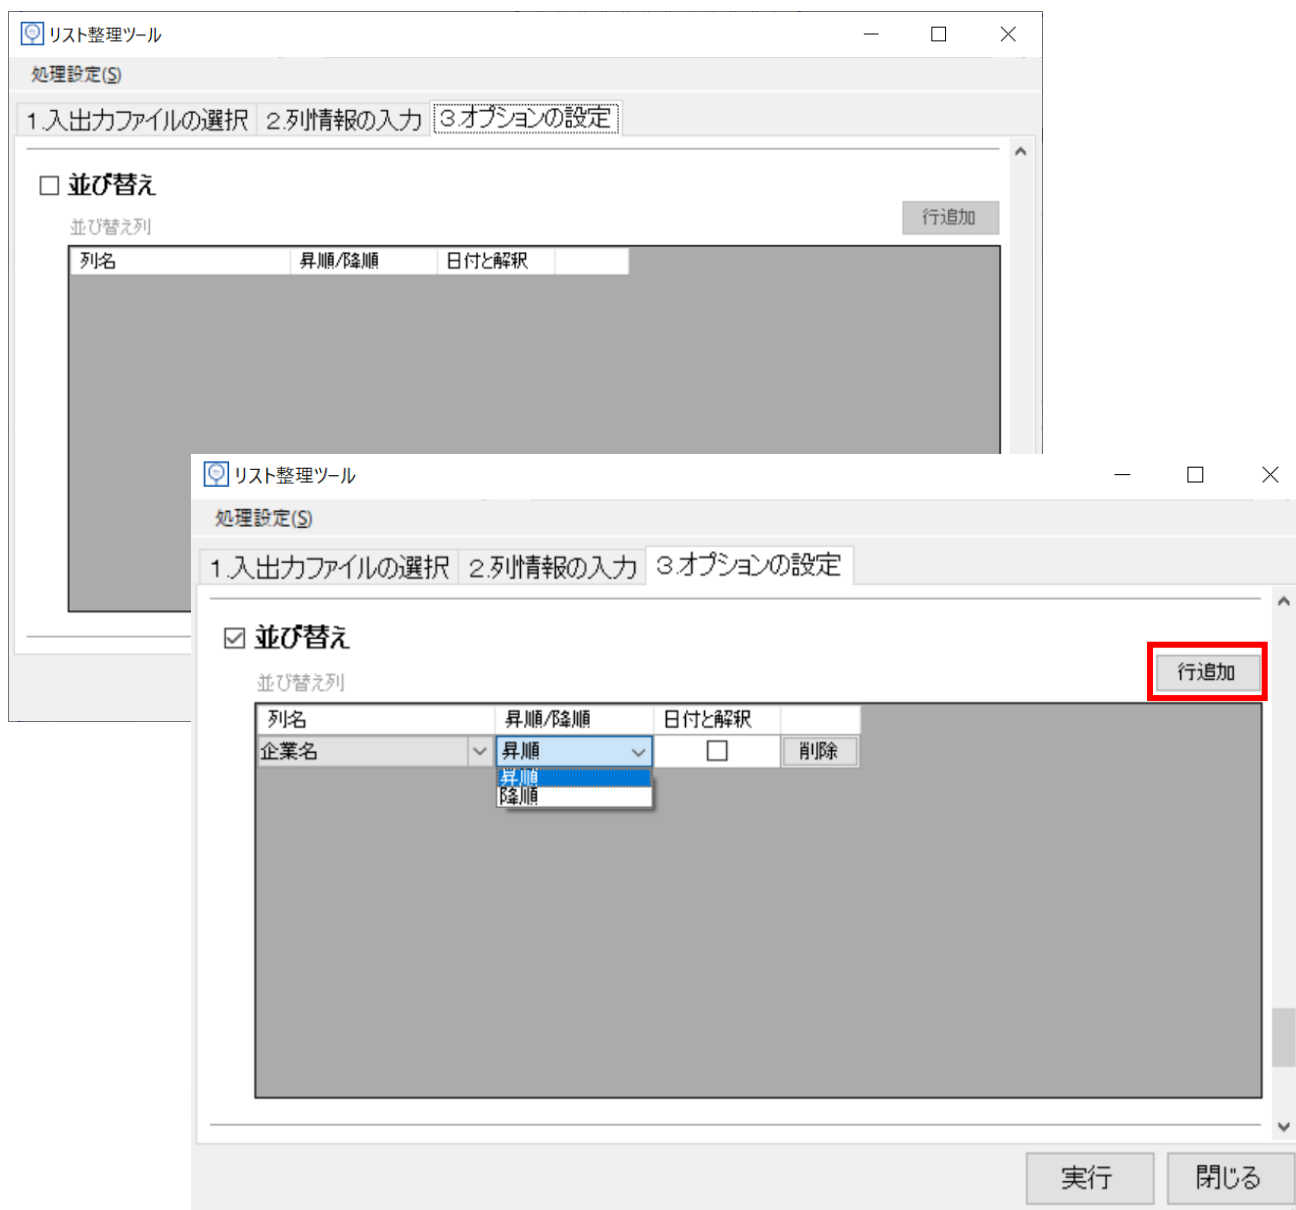 リスト整理ツール
処理設定(S)
1.入出力ファイルの選択 2.列情報の入力 3.オプションの設定
並び替え
並び替え列 行追加
列名 昇順/降順 日付と解釈
リスト整理ツール
処理設定(S)
1.入出力ファイルの選択 2.列情報の入力 3.オプションの設定
並び替え
並び替え列 行追加
列名 昇順/降順 日付と解釈
企業名 昇順 削除
昇順
降順
実行 閉じる